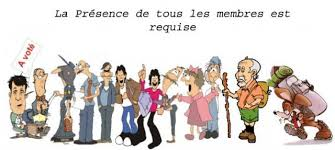 La Présence de tous les membres est
requise
A voté